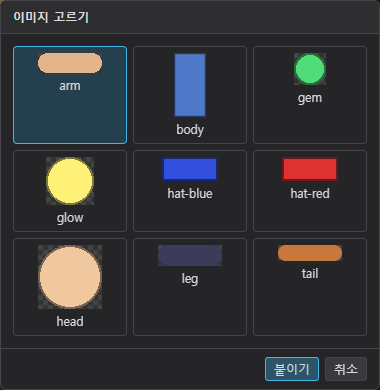 이미지 고르기
arm
body
gem
glow
hat-blue
hat-red
head
leg
tail
붙이기
취소